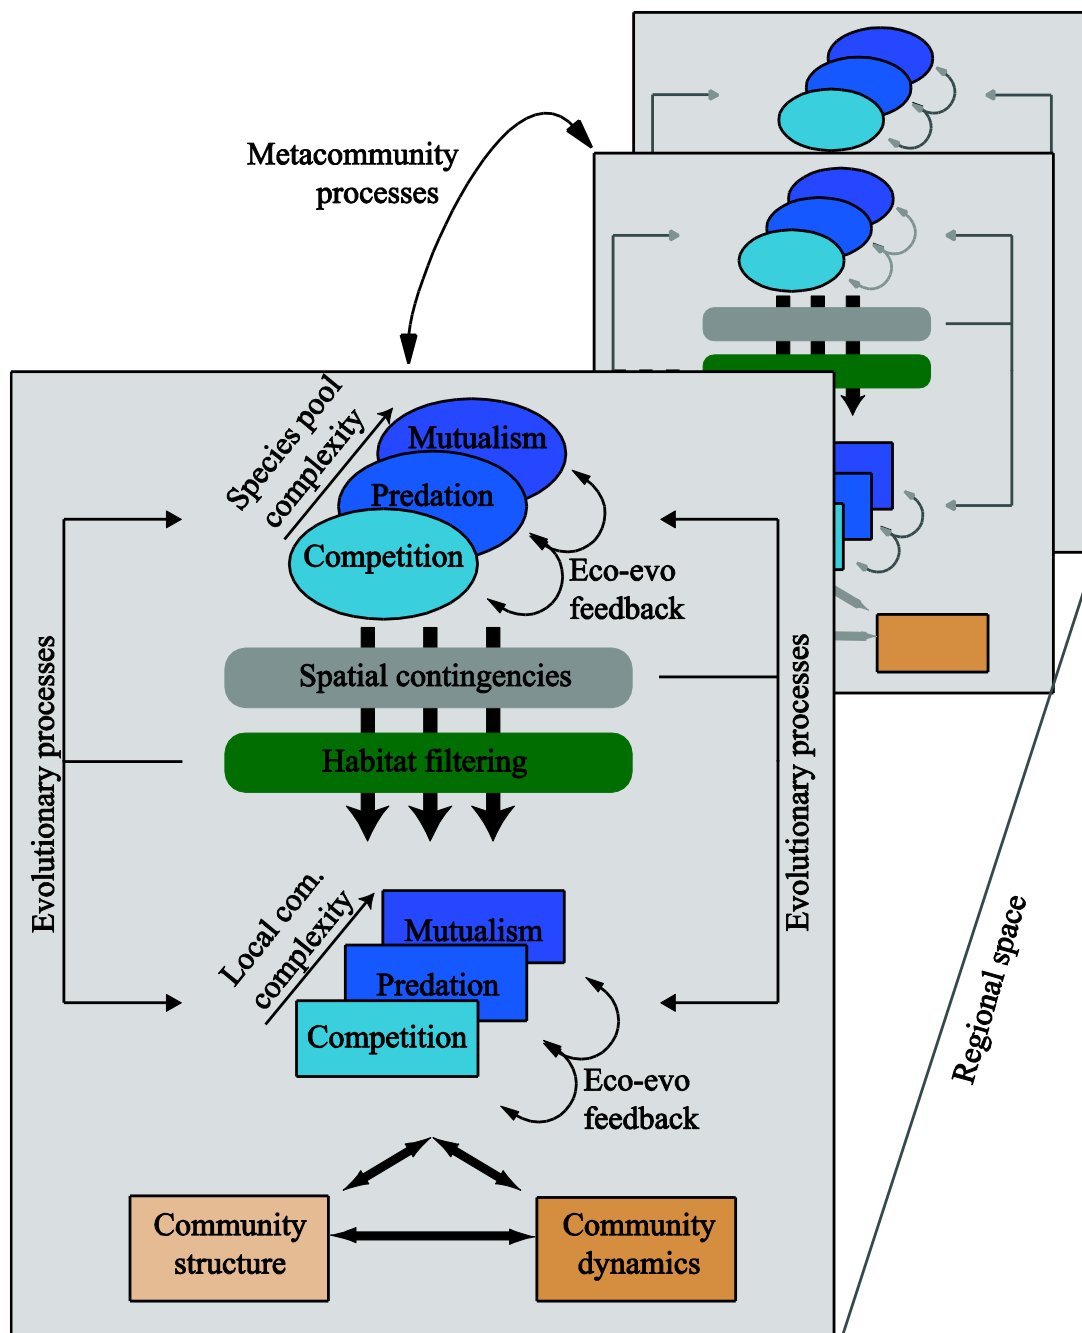 Metacommunity
processes
Species pool
complexity
Mutualism
Predation
Competition
Eco-evo
feedback
Spatial contingencies
Habitat filtering
Evolutionary processes
Evolutionary processes
Local com.
complexity
Mutualism
Predation
Competition
Eco-evo
feedback
Regional space
Community
structure
Community
dynamics